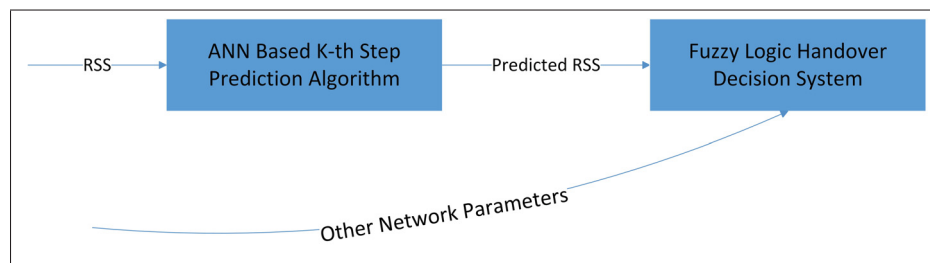 RSS
ANN Based K-th Step
Prediction Algorithm
Predicted RSS
Fuzzy Logic Handover
Decision System
Other Network Parameters